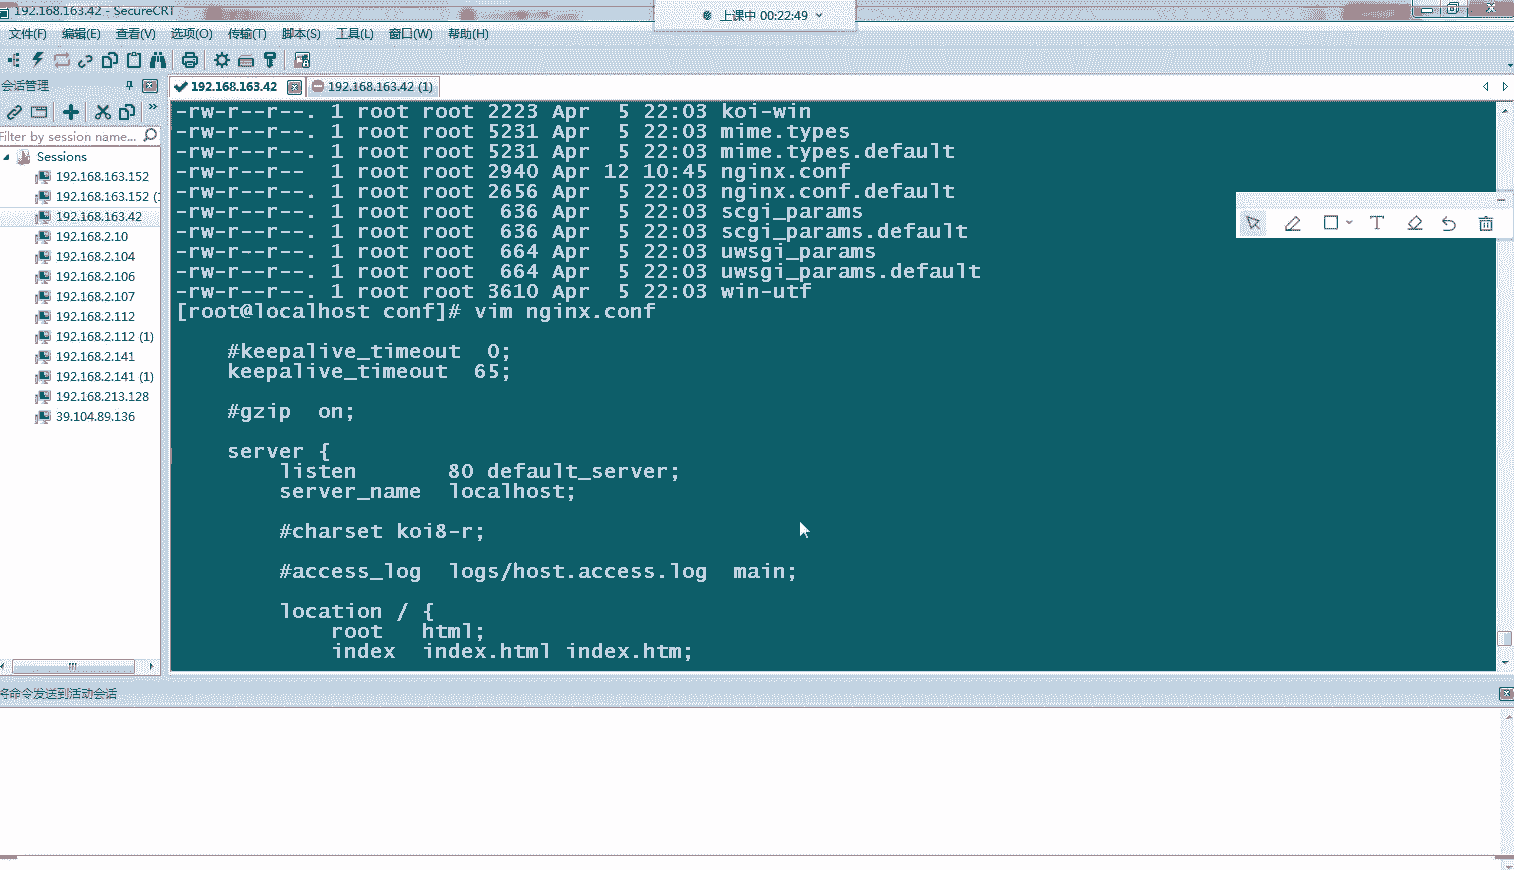 192.168.163.42 - SecureCRT
上课中 00:22:49
文件(F) 编辑(E) 查看(V) 选项(O) 传输(T) 脚本(S) 工具(L) 窗口(W) 帮助(H)
会话管理
192.168.163.42
192.168.163.42 (1)
Filter by session name...
Sessions
192.168.163.152
192.168.163.152 (1
192.168.163.42
192.168.2.10
192.168.2.104
192.168.2.106
192.168.2.107
192.168.2.112
192.168.2.112 (1)
192.168.2.141
192.168.2.141 (1)
192.168.213.128
39.104.89.136
-rw-r--r--. 1 root root 2223 Apr  5 22:03 koi-win
-rw-r--r--. 1 root root 5231 Apr  5 22:03 mime.types
-rw-r--r--. 1 root root 5231 Apr  5 22:03 mime.types.default
-rw-r--r--  1 root root 2940 Apr 12 10:45 nginx.conf
-rw-r--r--. 1 root root 2656 Apr  5 22:03 nginx.conf.default
-rw-r--r--. 1 root root  636 Apr  5 22:03 scgi_params
-rw-r--r--. 1 root root  636 Apr  5 22:03 scgi_params.default
-rw-r--r--. 1 root root  664 Apr  5 22:03 uwsgi_params
-rw-r--r--. 1 root root  664 Apr  5 22:03 uwsgi_params.default
-rw-r--r--. 1 root root 3610 Apr  5 22:03 win-utf
[root@localhost conf]# vim nginx.conf
#keepalive_timeout  0;
keepalive_timeout  65;
#gzip  on;
server {
listen       80 default_server;
server_name  localhost;
#charset koi8-r;
#access_log  logs/host.access.log  main;
location / {
root   html;
index  index.html index.htm;
T
将命令发送到活动会话